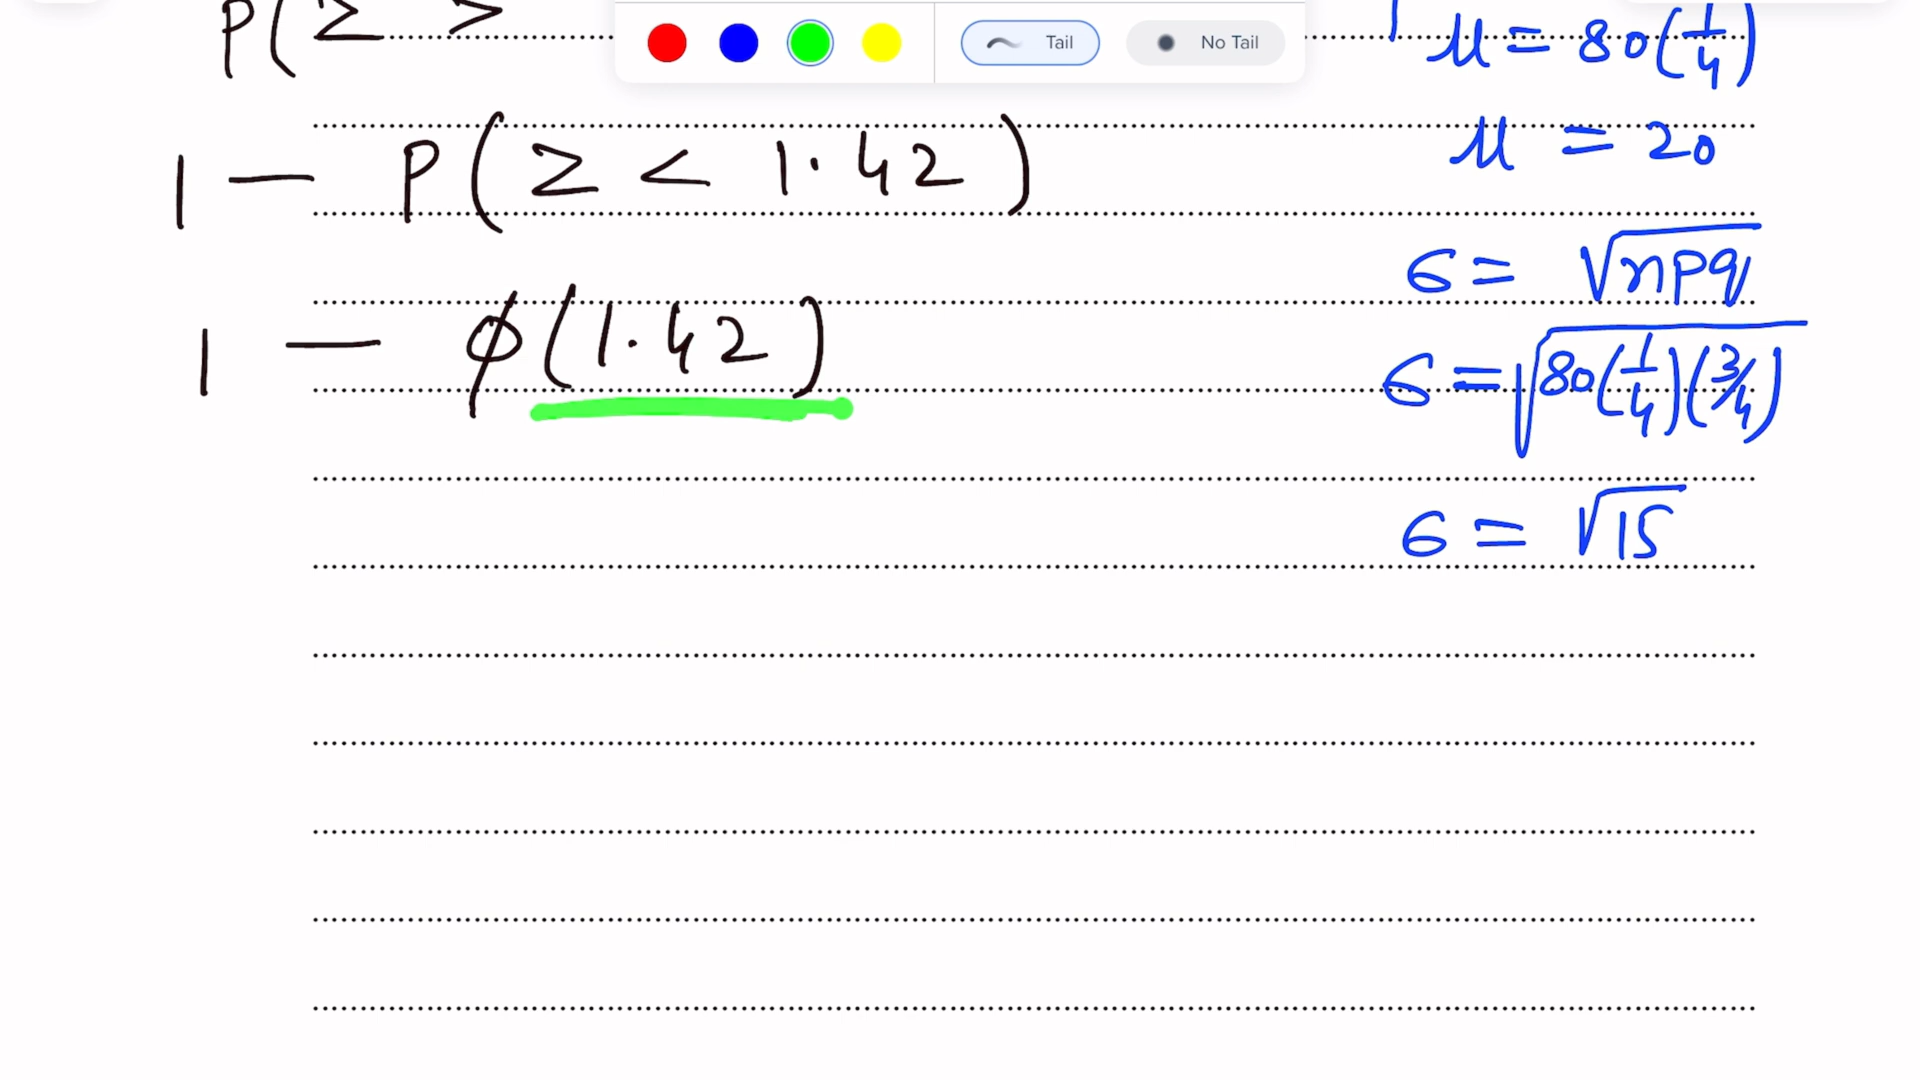 P(Z >
Tail
No Tail
μ = 80(1/4)
1 — P(Z < 1.42)
μ = 20
σ = √npq
1 — φ(1.42)
σ = √80(1/4)(3/4)
σ = √15